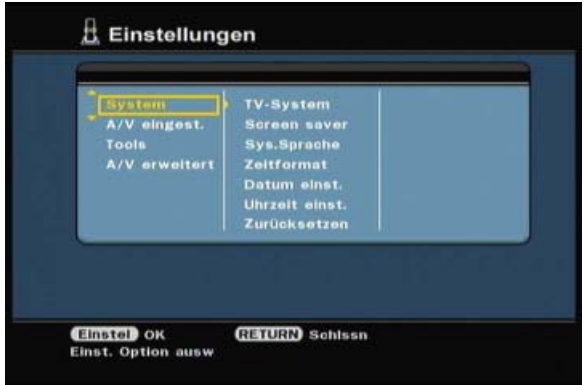 Einstellungen
System
A/V eingest.
Tools
A/V erweitert
TV-System
Screen saver
Sys.Sprache
Zeitformat
Datum einst.
Uhrzeit einst.
Zurücksetzen
Einstel OK RETURN Schlssn
Einst. Option ausw